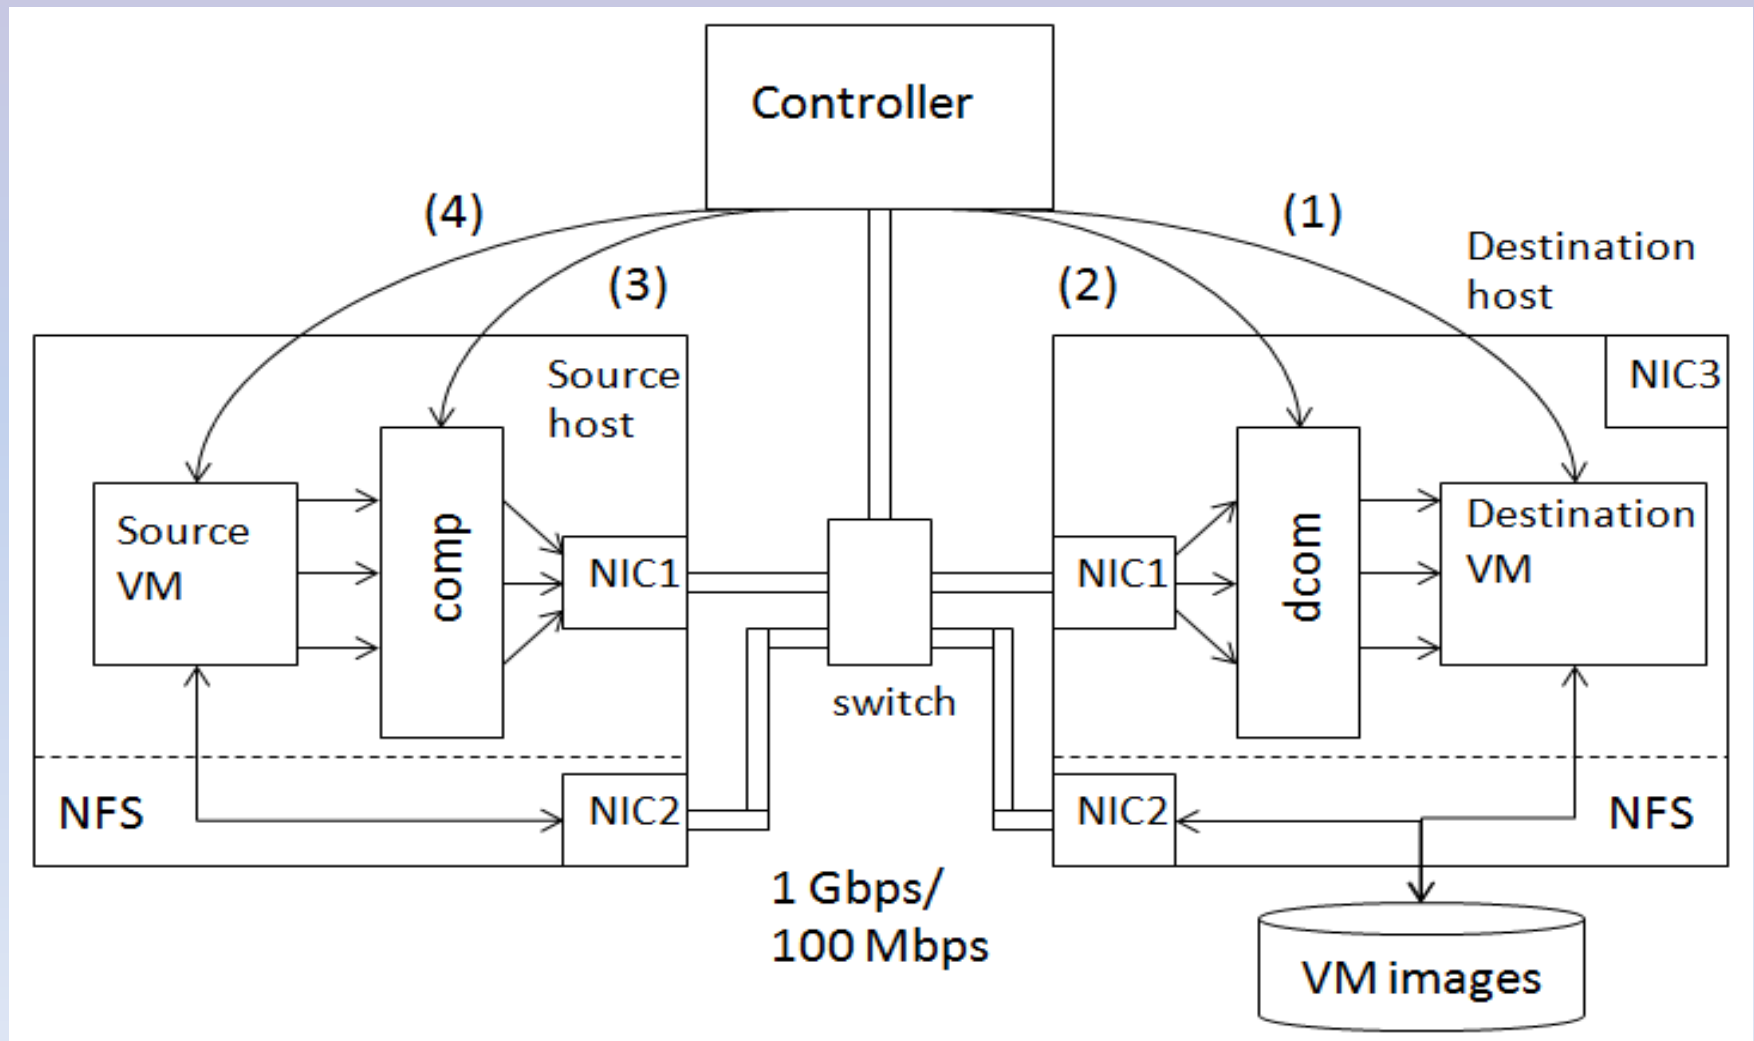 Controller
(4)
(1)
(3)
(2)
Destination
host
Source
host
NIC3
Source
VM
comp
NIC1
switch
NIC1
dcom
Destination
VM
NFS
NIC2
NIC2
NFS
1 Gbps/
100 Mbps
VM images